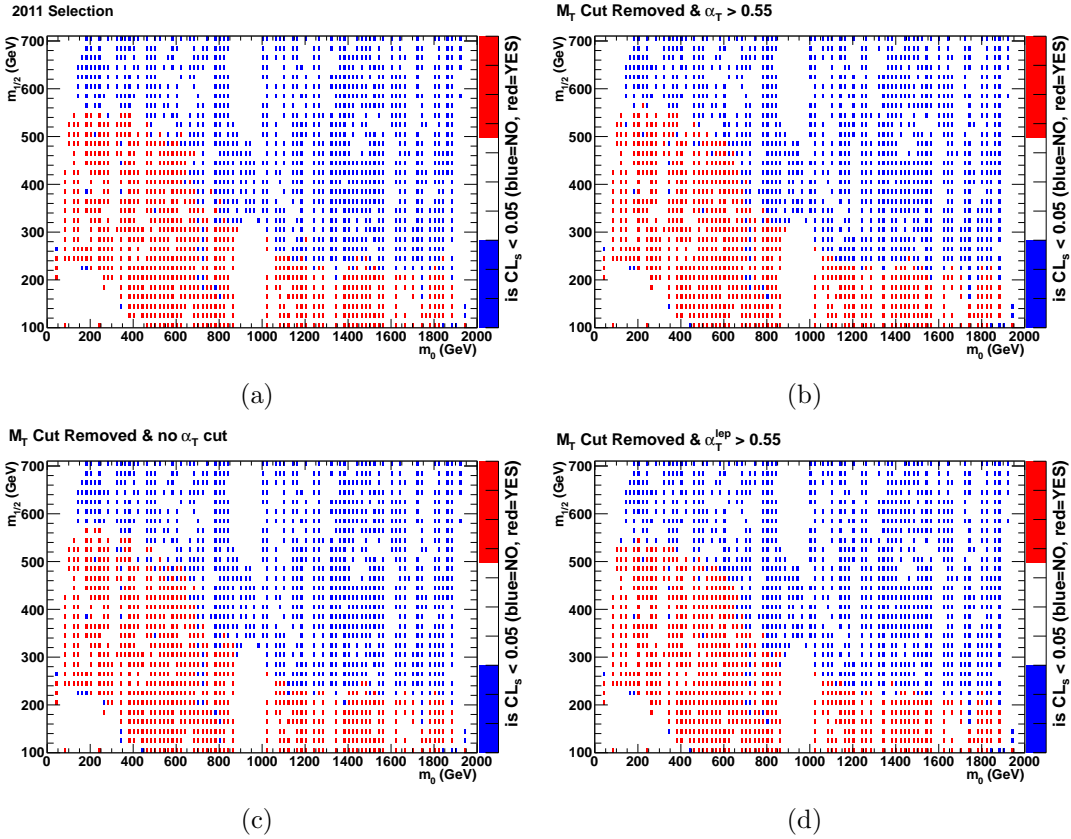 2011 Selection
m1/2 (GeV)
700
600
500
400
300
200
100
0 200 400 600 800 1000 1200 1400 1600 1800 2000
m0 (GeV)
is CLs < 0.05 (blue=NO, red=YES)
(a)
MT Cut Removed & αT > 0.55
m1/2 (GeV)
700
600
500
400
300
200
100
0 200 400 600 800 1000 1200 1400 1600 1800 2000
m0 (GeV)
is CLs < 0.05 (blue=NO, red=YES)
(b)
MT Cut Removed & no αT cut
m1/2 (GeV)
700
600
500
400
300
200
100
0 200 400 600 800 1000 1200 1400 1600 1800 2000
m0 (GeV)
is CLs < 0.05 (blue=NO, red=YES)
(c)
MT Cut Removed & αT^lep > 0.55
m1/2 (GeV)
700
600
500
400
300
200
100
0 200 400 600 800 1000 1200 1400 1600 1800 2000
m0 (GeV)
is CLs < 0.05 (blue=NO, red=YES)
(d)